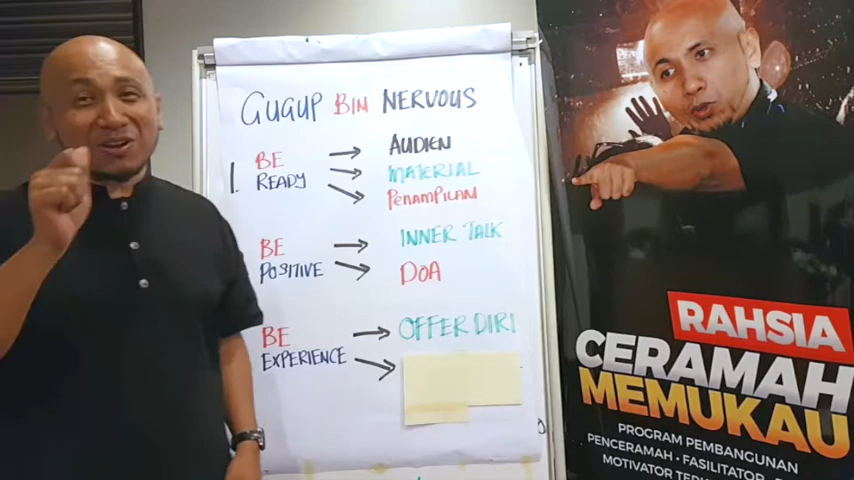 GUGUP BIN NERVOUS
1. BE READY → AUDIEN
→ MATERIAL
→ PENAMPILAN
BE POSITIVE → INNER TALK
→ DOA
BE EXPERIENCE → OFFER DIRI
→
RAHSIA
CERAMAH
MEMUKAU
PROGRAM PEMBANGUNAN
PENCERAMAH • FASILITATOR •
MOTIVATOR